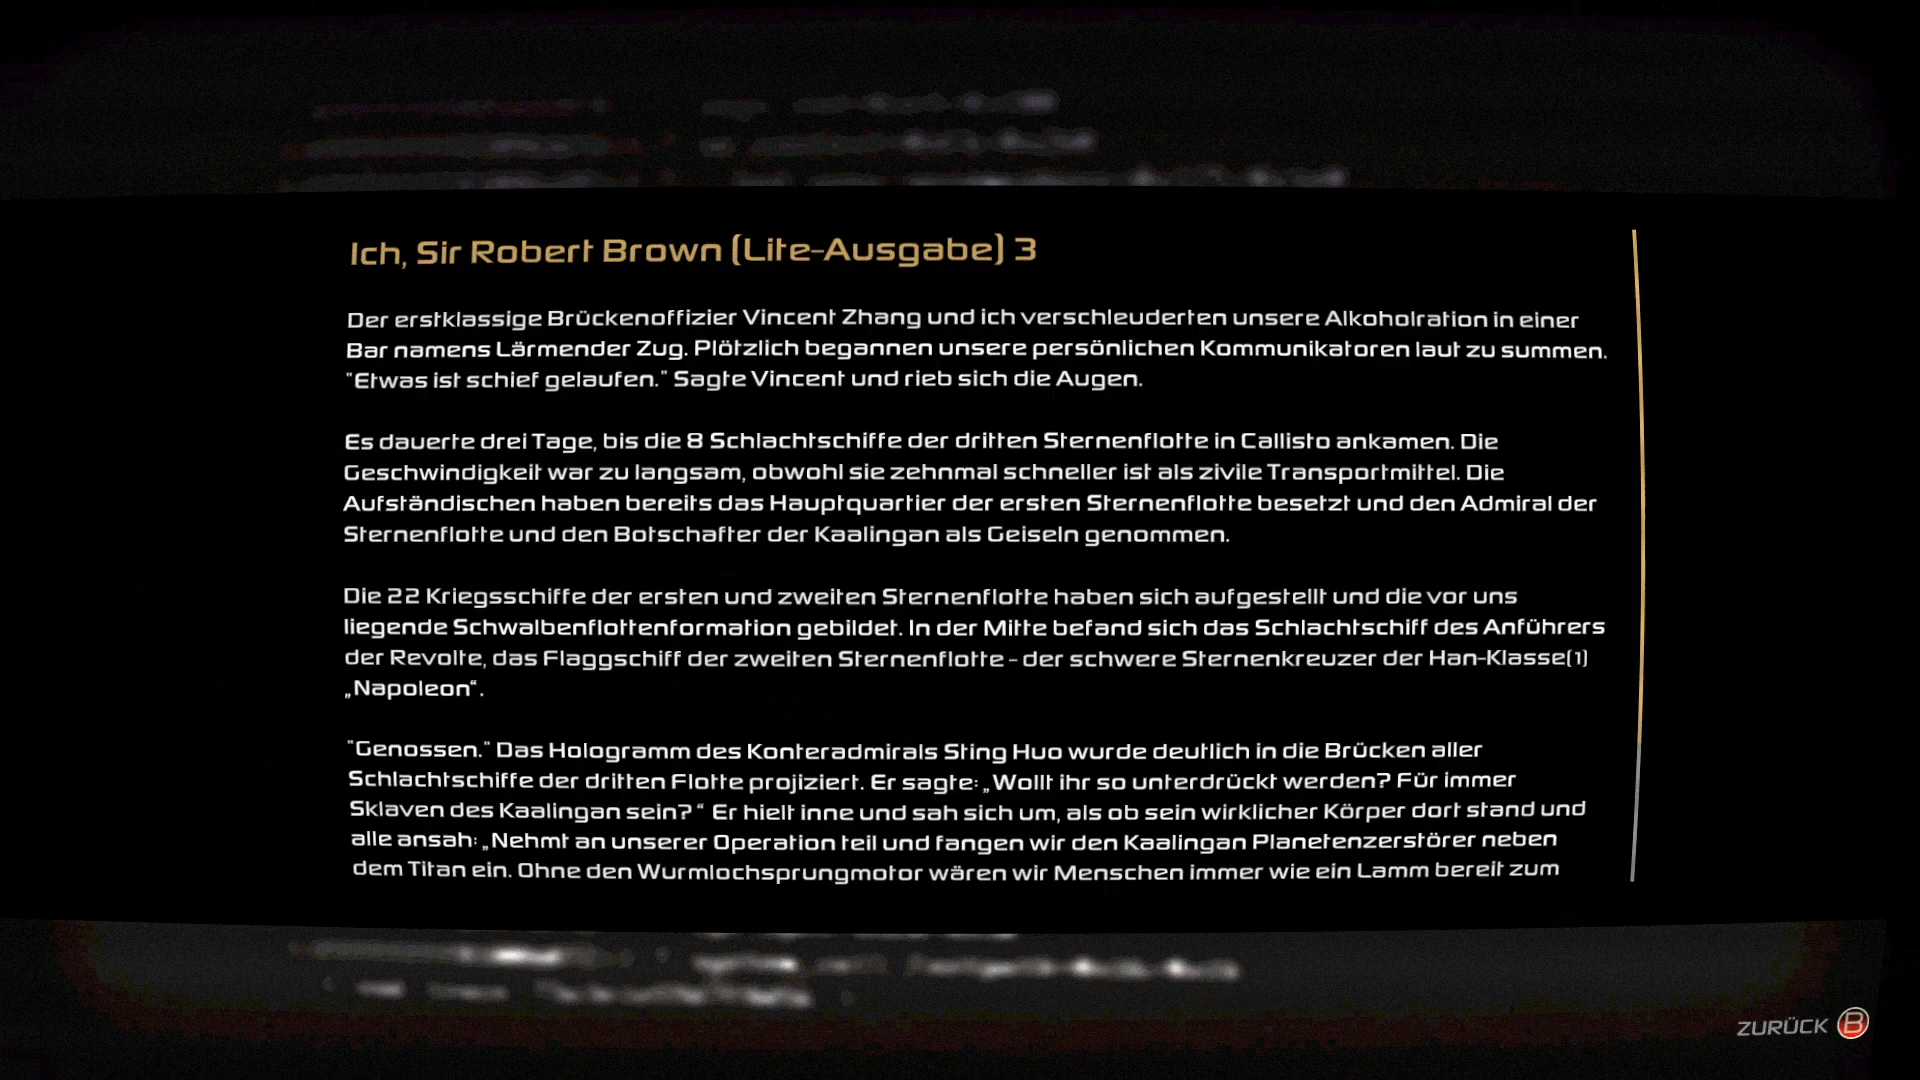 Ich, Sir Robert Brown (Lite-Ausgabe) 3
Der erstklassige Brückenoffizier Vincent Zhang und ich verschleuderten unsere Alkoholration in einer
Bar namens Lärmender Zug. Plötzlich begannen unsere persönlichen Kommunikatoren laut zu summen.
"Etwas ist schief gelaufen." Sagte Vincent und rieb sich die Augen.
Es dauerte drei Tage, bis die 8 Schlachtschiffe der dritten Sternenflotte in Callisto ankamen. Die
Geschwindigkeit war zu langsam, obwohl sie zehnmal schneller ist als zivile Transportmittel. Die
Aufständischen haben bereits das Hauptquartier der ersten Sternenflotte besetzt und den Admiral der
Sternenflotte und den Botschafter der Kaalingan als Geiseln genommen.
Die 22 Kriegsschiffe der ersten und zweiten Sternenflotte haben sich aufgestellt und die vor uns
liegende Schwalbenflottenformation gebildet. In der Mitte befand sich das Schlachtschiff des Anführers
der Revolte, das Flaggschiff der zweiten Sternenflotte - der schwere Sternenkreuzer der Han-Klasse(1)
„Napoleon“.
"Genossen." Das Hologramm des Konteradmirals Sting Huo wurde deutlich in die Brücken aller
Schlachtschiffe der dritten Flotte projiziert. Er sagte: „Wollt ihr so unterdrückt werden? Für immer
Sklaven des Kaalingan sein? “ Er hielt inne und sah sich um, als ob sein wirklicher Körper dort stand und
alle ansah: „Nehmt an unserer Operation teil und fangen wir den Kaalingan Planetenzerstörer neben
dem Titan ein. Ohne den Wurmlochsprungmotor wären wir Menschen immer wie ein Lamm bereit zum
ZURÜCK B